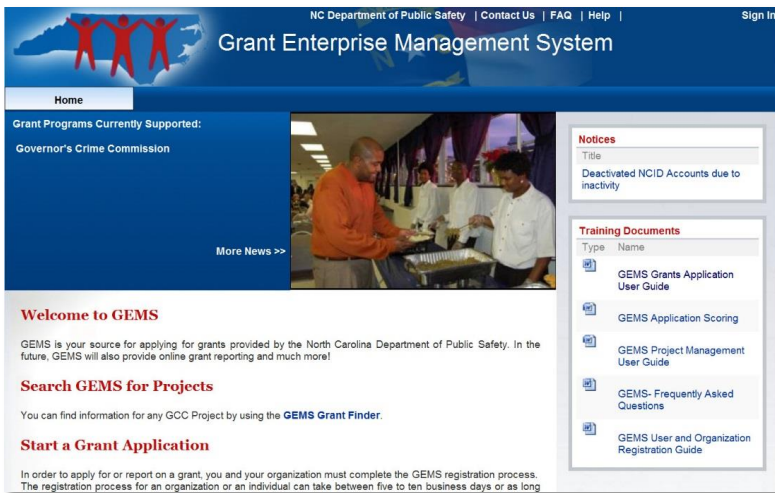 NC Department of Public Safety | Contact Us | FAQ | Help |
Sign In
Grant Enterprise Management System
Home
Grant Programs Currently Supported:
Governor's Crime Commission
More News >>
Notices
Title
Deactivated NCID Accounts due to
inactivity
Training Documents
Type Name
GEMS Grants Application
User Guide
GEMS Application Scoring
GEMS Project Management
User Guide
GEMS- Frequently Asked
Questions
GEMS User and Organization
Registration Guide
Welcome to GEMS
GEMS is your source for applying for grants provided by the North Carolina Department of Public Safety. In the
future, GEMS will also provide online grant reporting and much more!
Search GEMS for Projects
You can find information for any GCC Project by using the GEMS Grant Finder.
Start a Grant Application
In order to apply for or report on a grant, you and your organization must complete the GEMS registration process.
The registration process for an organization or an individual can take between five to ten business days or as long